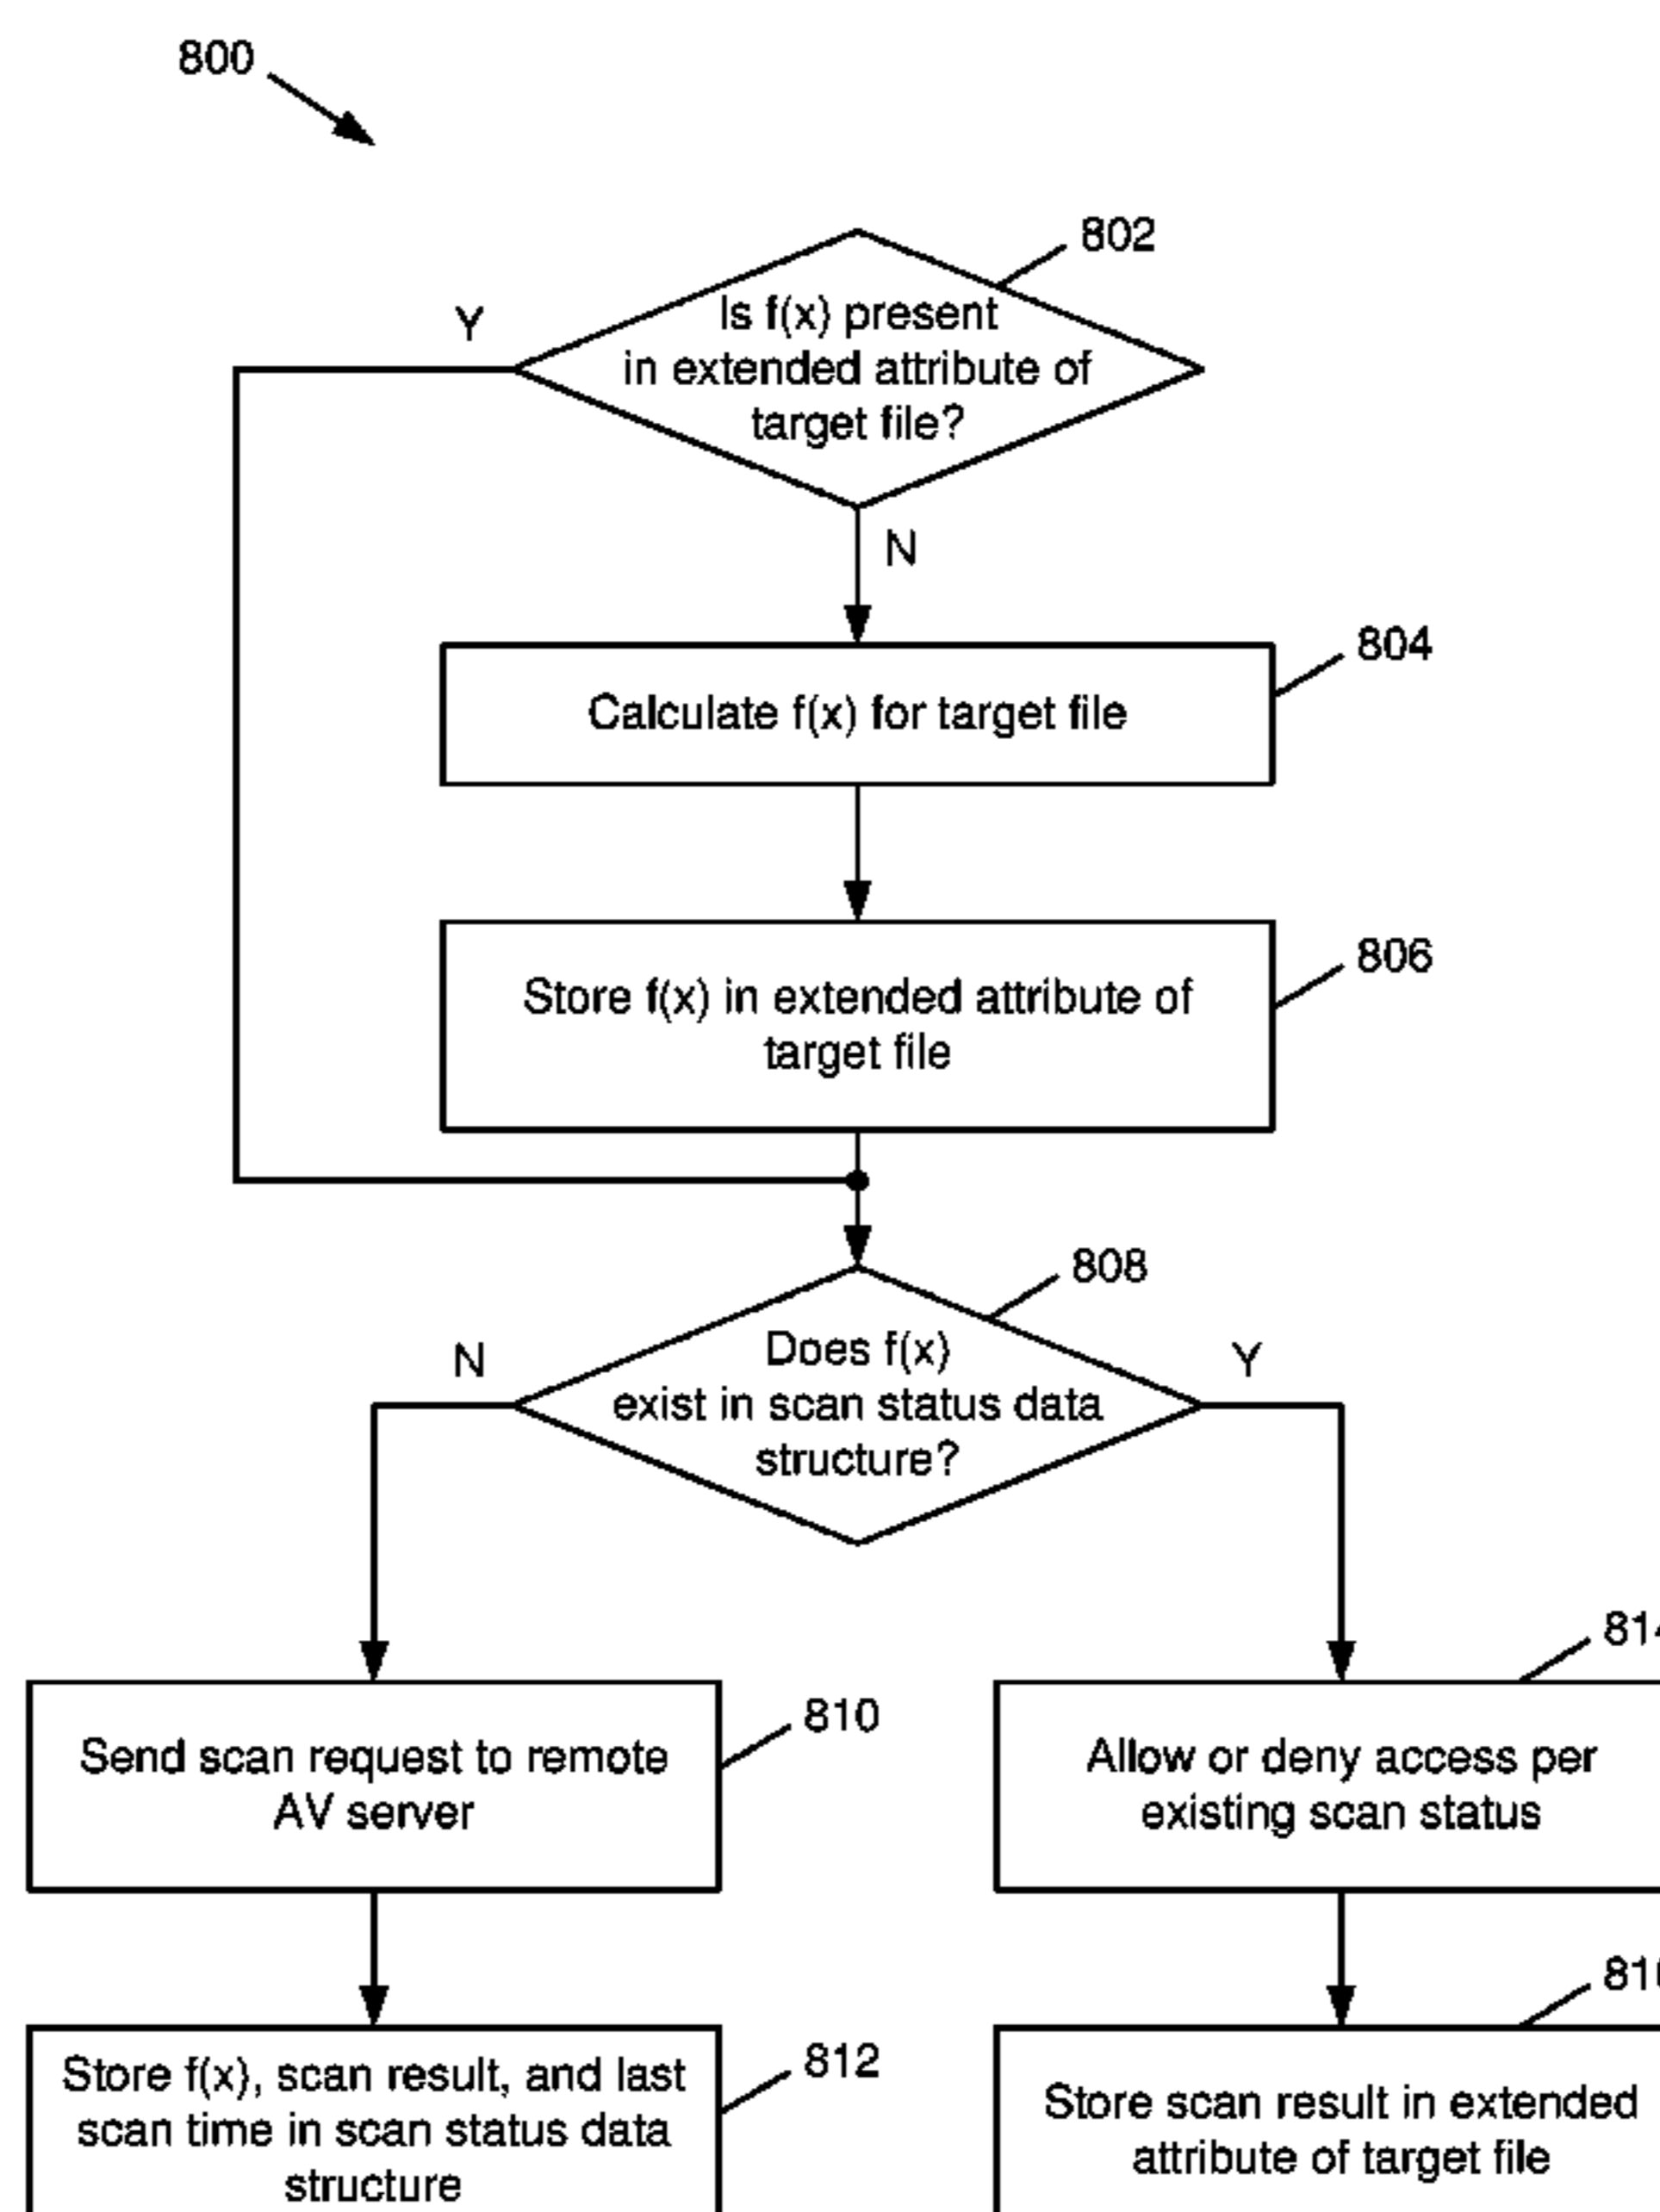 800
802
Y
Is f(x) present
in extended attribute of
target file?
N
804
Calculate f(x) for target file
806
Store f(x) in extended attribute of
target file
808
N
Does f(x)
exist in scan status data
structure?
Y
810
Send scan request to remote
AV server
Allow or deny access per
existing scan status
812
Store f(x), scan result, and last
scan time in scan status data
structure
Store scan result in extended
attribute of target file